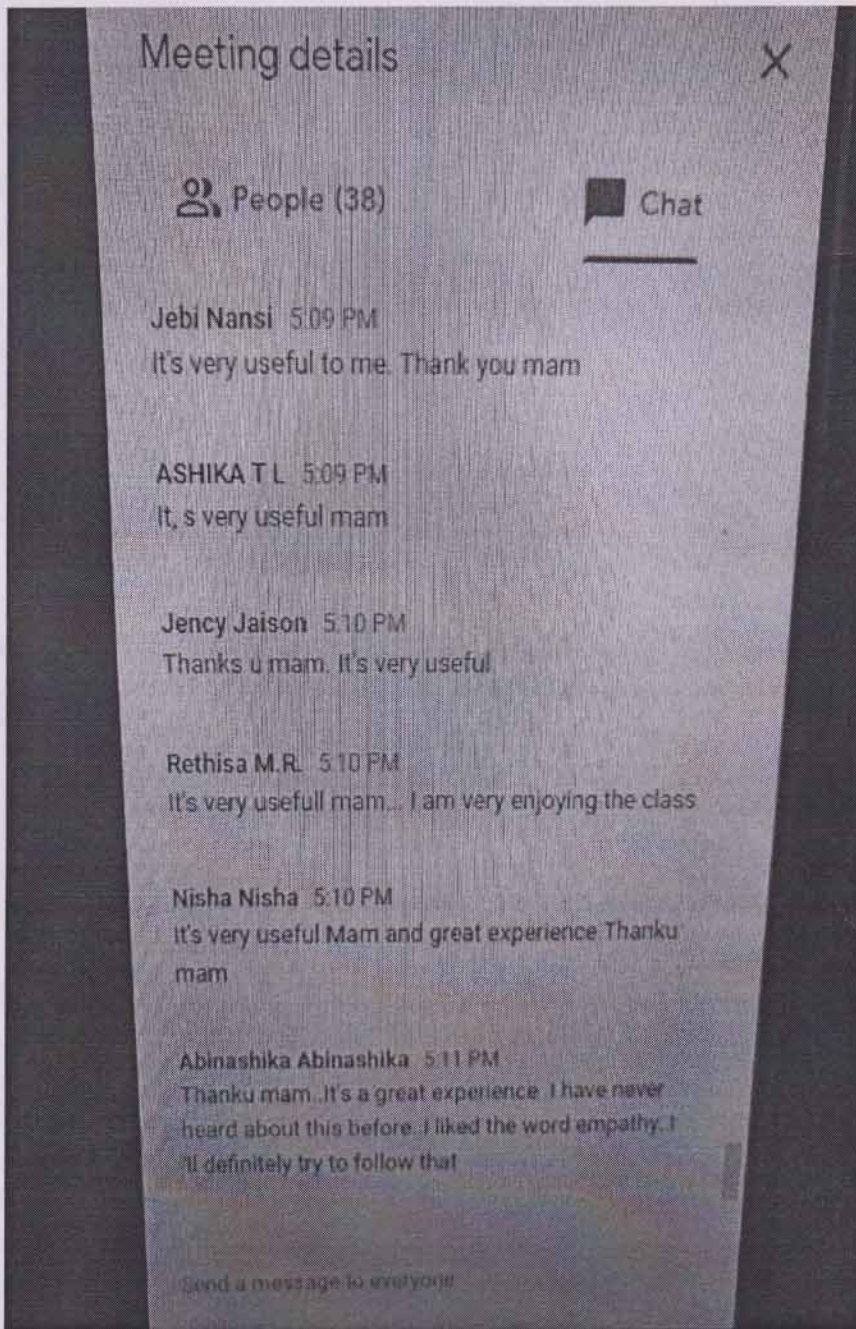 Meeting details
People (38)
Chat
Jebi Nansi 5:09 PM
It's very useful to me. Thank you mam
ASHIKA T L 5:09 PM
It, s very useful mam
Jency Jaison 5:10 PM
Thanks u mam. It's very useful
Rethisa M.R. 5:10 PM
It's very usefull mam... I am very enjoying the class
Nisha Nisha 5:10 PM
It's very useful Mam and great experience Thanku
mam
Abinashika Abinashika 5:11 PM
Thanku mam..It's a great experience. I have never
heard about this before. I liked the word empathy. I
'll definitely try to follow that
Send a message to everyone